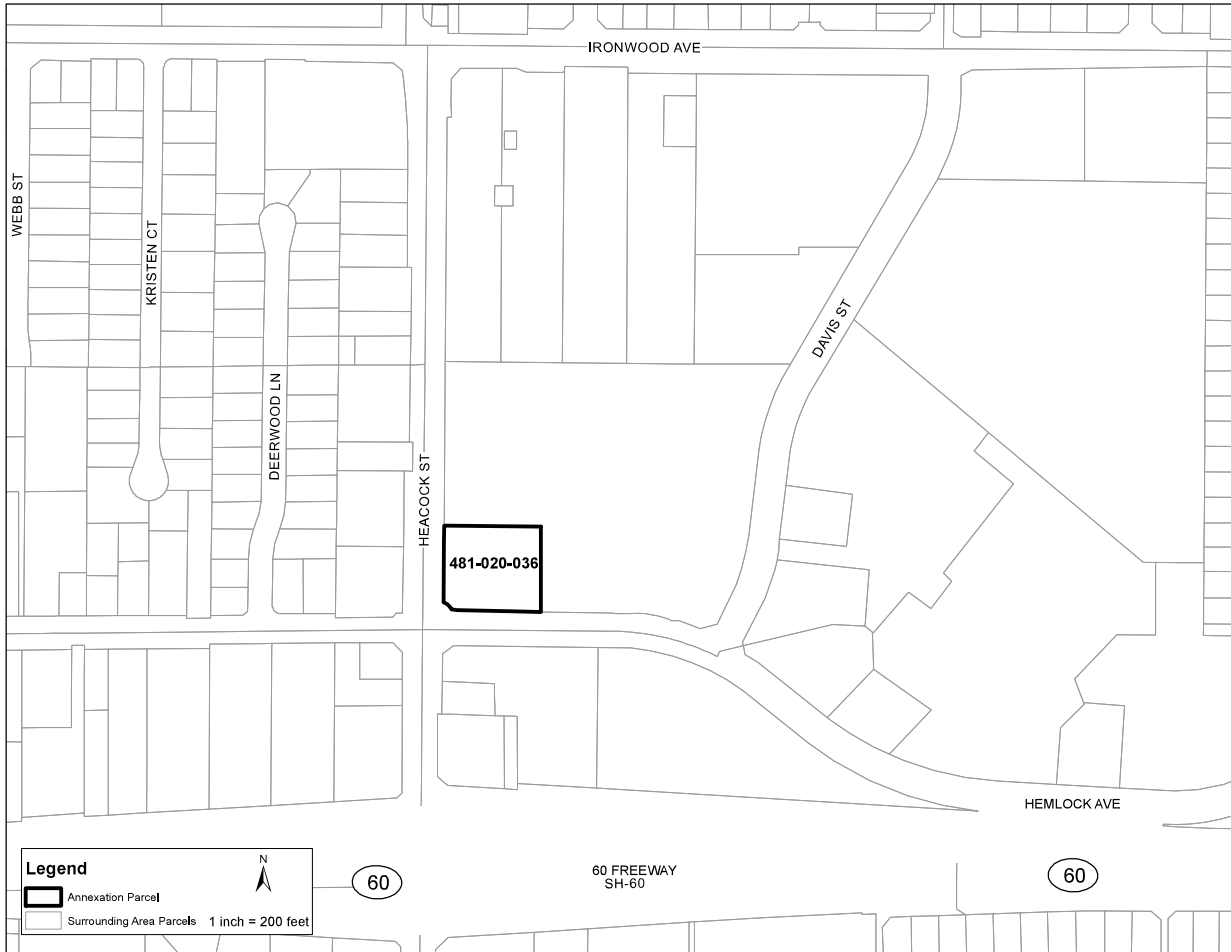 IRONWOOD AVE
WEBB ST
KRISTEN CT
DEERWOOD LN
HEACOCK ST
DAVIS ST
481-020-036
HEMLOCK AVE
60
60 FREEWAY
SH-60
60
Legend
N
Annexation Parcel
Surrounding Area Parcels
1 inch = 200 feet